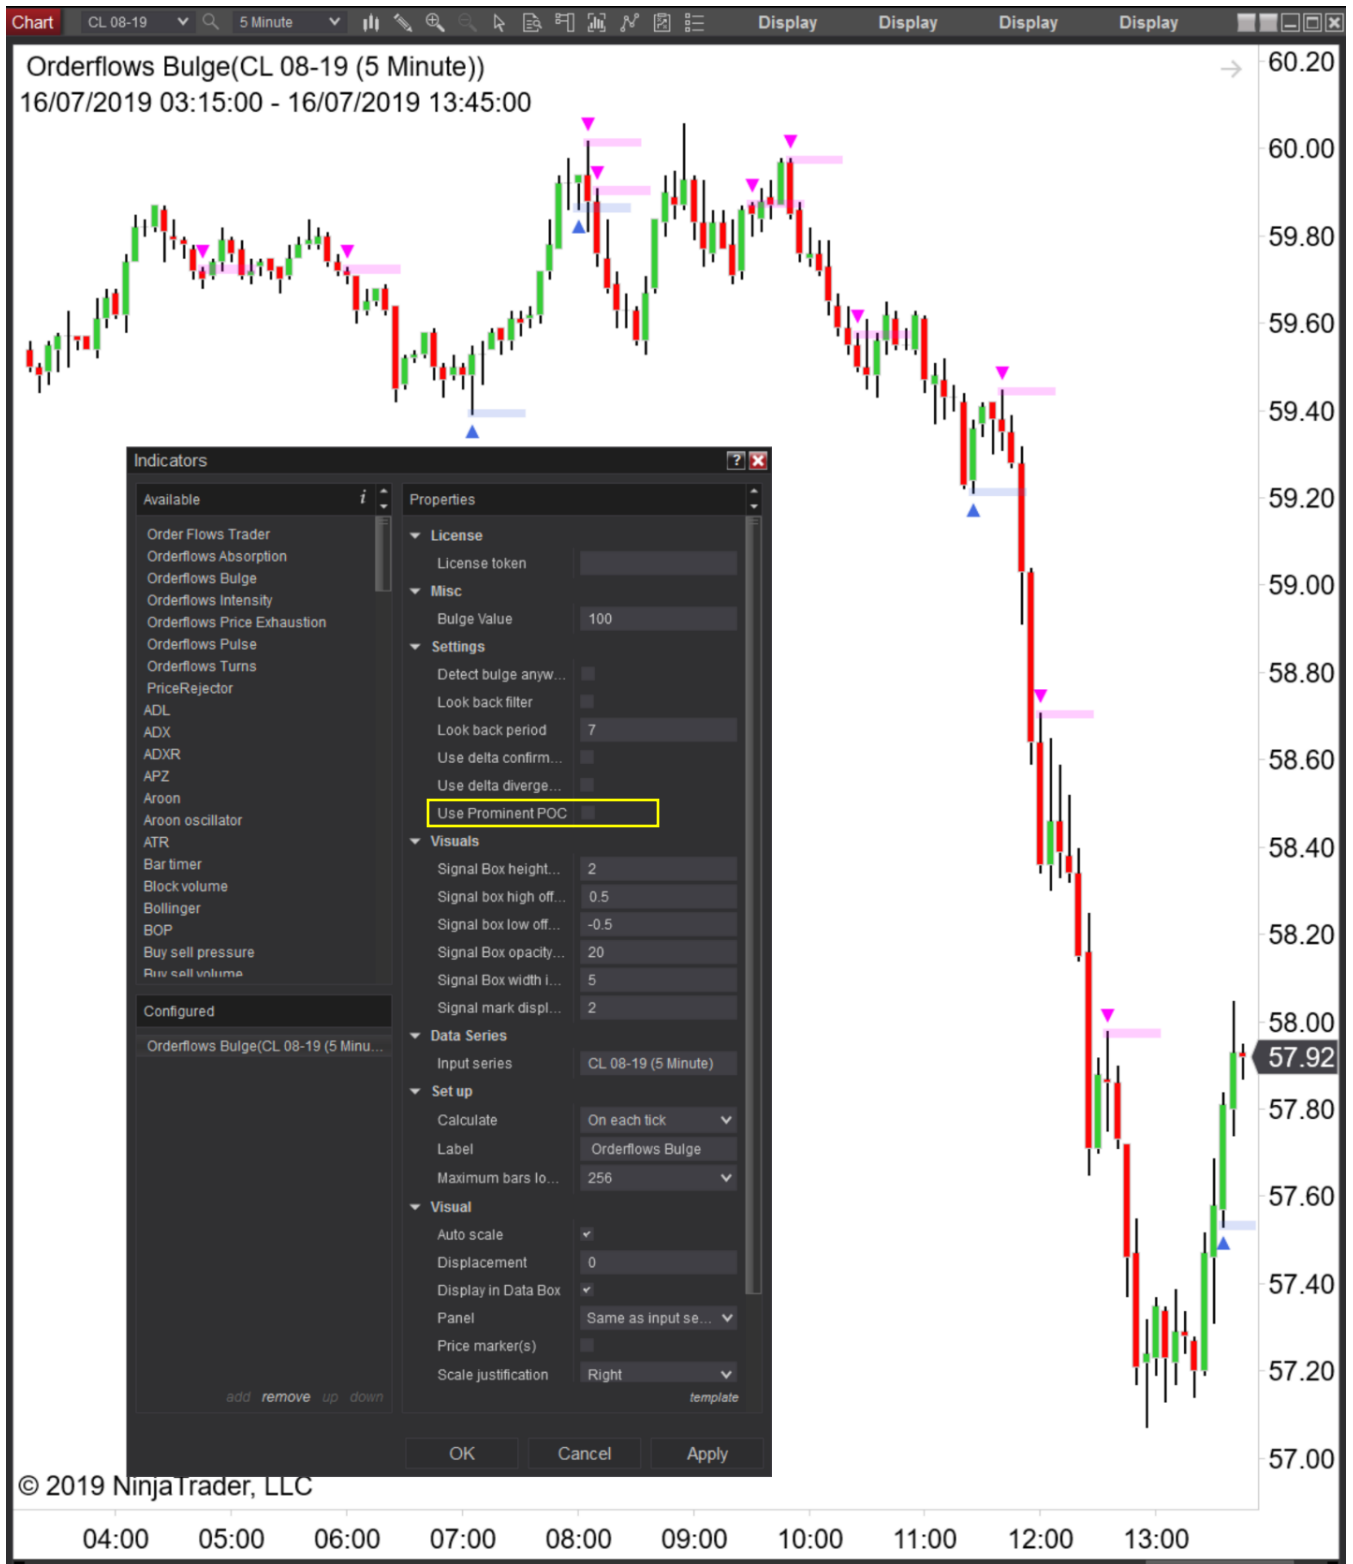 Chart CL 08-19 5 Minute Display Display Display Display
Orderflows Bulge(CL 08-19 (5 Minute))
16/07/2019 03:15:00 - 16/07/2019 13:45:00
60.20
60.00
59.80
59.60
59.40
59.20
59.00
58.80
58.60
58.40
58.20
58.00
57.92
57.80
57.60
57.40
57.20
57.00
Indicators ?
Available i
Order Flows Trader
Orderflows Absorption
Orderflows Bulge
Orderflows Intensity
Orderflows Price Exhaustion
Orderflows Pulse
Orderflows Turns
PriceRejector
ADL
ADX
ADXR
APZ
Aroon
Aroon oscillator
ATR
Bar timer
Block volume
Bollinger
BOP
Buy sell pressure
Buy sell volume
Configured
Orderflows Bulge(CL 08-19 (5 Minu...
add remove up down
Properties
License
License token
Misc
Bulge Value 100
Settings
Detect bulge anyw...
Look back filter
Look back period 7
Use delta confirm...
Use delta diverge...
Use Prominent POC
Visuals
Signal Box height... 2
Signal box high off... 0.5
Signal box low off... -0.5
Signal Box opacity... 20
Signal Box width i... 5
Signal mark displ... 2
Data Series
Input series CL 08-19 (5 Minute)
Set up
Calculate On each tick
Label Orderflows Bulge
Maximum bars lo... 256
Visual
Auto scale
Displacement 0
Display in Data Box
Panel Same as input se...
Price marker(s)
Scale justification Right
template
OK Cancel Apply
© 2019 NinjaTrader, LLC
04:00 05:00 06:00 07:00 08:00 09:00 10:00 11:00 12:00 13:00